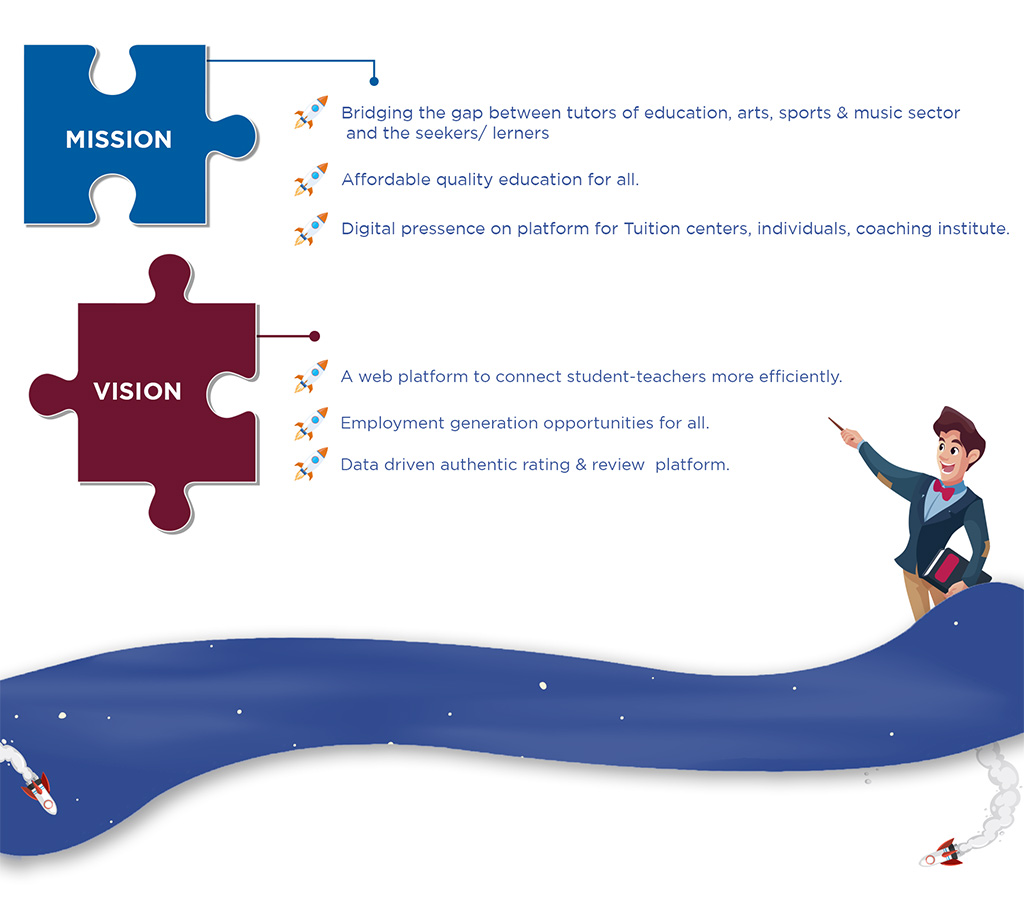 MISSION
Bridging the gap between tutors of education, arts, sports & music sector
and the seekers/ lerners
Affordable quality education for all.
Digital pressence on platform for Tuition centers, individuals, coaching institute.
VISION
A web platform to connect student-teachers more efficiently.
Employment generation opportunities for all.
Data driven authentic rating & review platform.